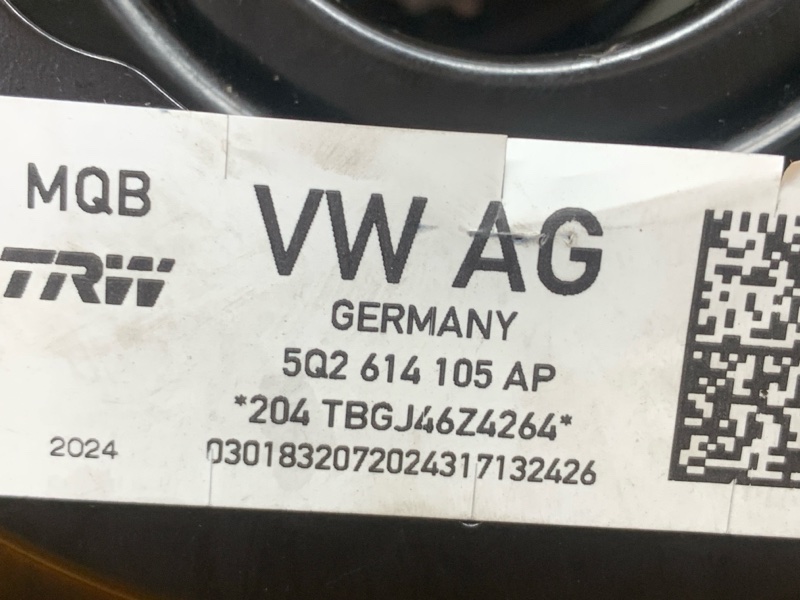 MQB
TRW
2024
VW AG
GERMANY
5Q2 614 105 AP
*204 TBGJ46Z4264*
0301832072024317132426